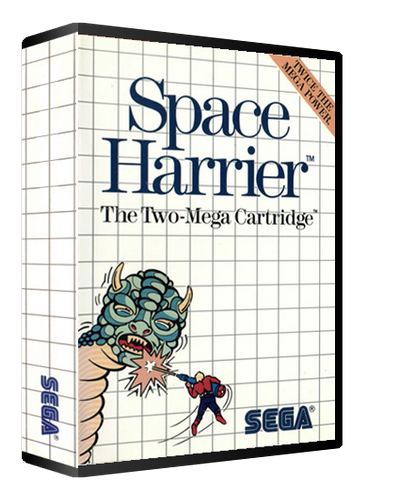 TWICE THE
MEGA POWER
Space
Harrier™
The Two-Mega Cartridge™
SEGA®
SEGA®